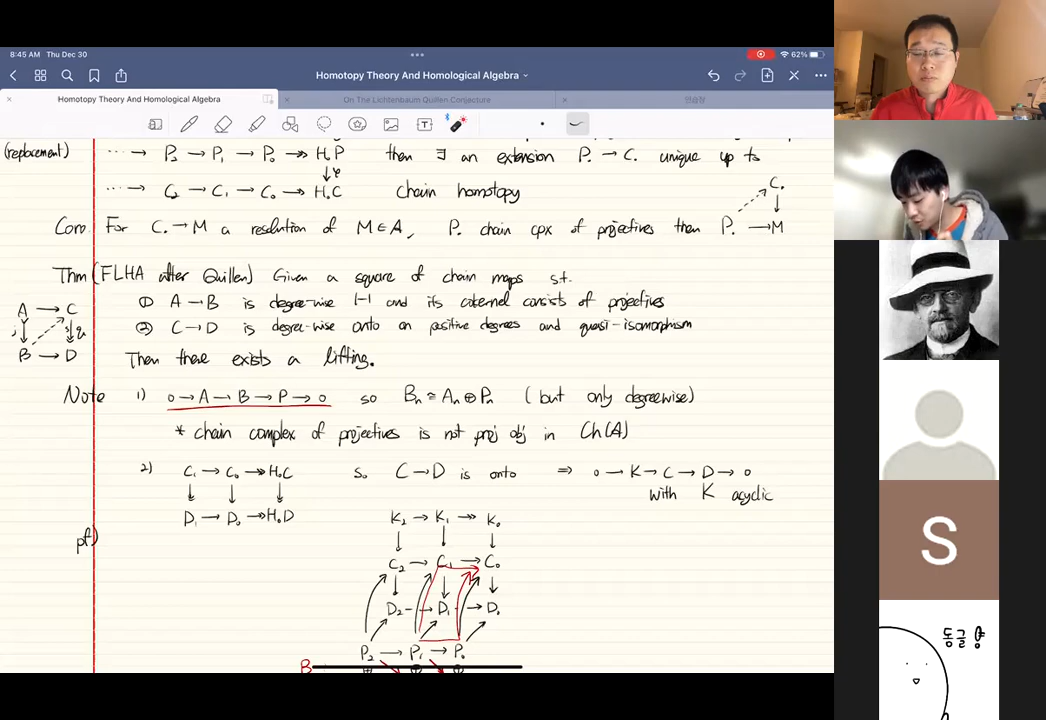 8:45 AM Thu Dec 30
62%
Homotopy Theory And Homological Algebra
Homotopy Theory And Homological Algebra
On The Lichtenbaum Quillen Conjecture
연습장
(replacement)
⋯ → P₂ → P₁ → P₀ ↠ H₀P then ∃ an extension P. → C. unique up to
↓φ
⋯ → C₂ → C₁ → C₀ → H₀C chain homotopy
C.
Coro. For C. → M a resolution of M ∈ A, P. chain cpx of projectives then P. → M
Thm (FLHA after Quillen) Given a square of chain maps s.t.
① A → B is degree-wise 1-1 and its cokernel consists of projectives
A → C
② C → D is degree-wise onto on positive degrees and quasi-isomorphism
B → D
Then there exists a lifting.
Note 1) 0 → A → B → P → 0 so Bₙ ≅ Aₙ ⊕ Pₙ (but only degreewise)
* chain complex of projectives is not proj obj in Ch(A)
2) C₁ → C₀ ↠ H₀C so C → D is onto ⇒ 0 → K → C → D → 0
with K acyclic
D₁ → D₀ ↠ H₀D
K₂ → K₁ ↠ K₀
pf)
C₂ → C₁ → C₀
D₂ → D₁ → D₀
P₂ → P₁ → P₀
B
⊕ ⊕ ⊕
S
동글